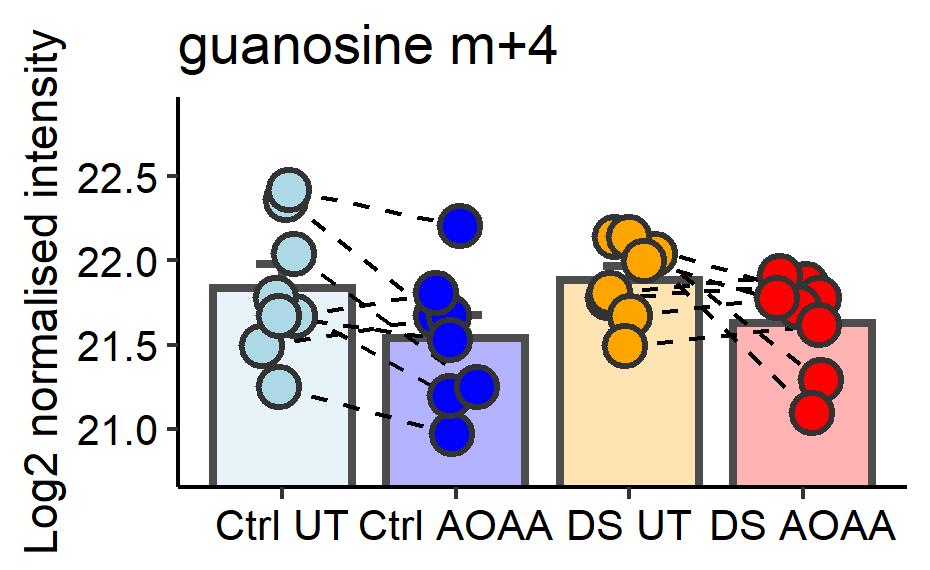 guanosine m+4
Log2 normalised intensity
22.5
22.0
21.5
21.0
Ctrl UT Ctrl AOAA DS UT DS AOAA